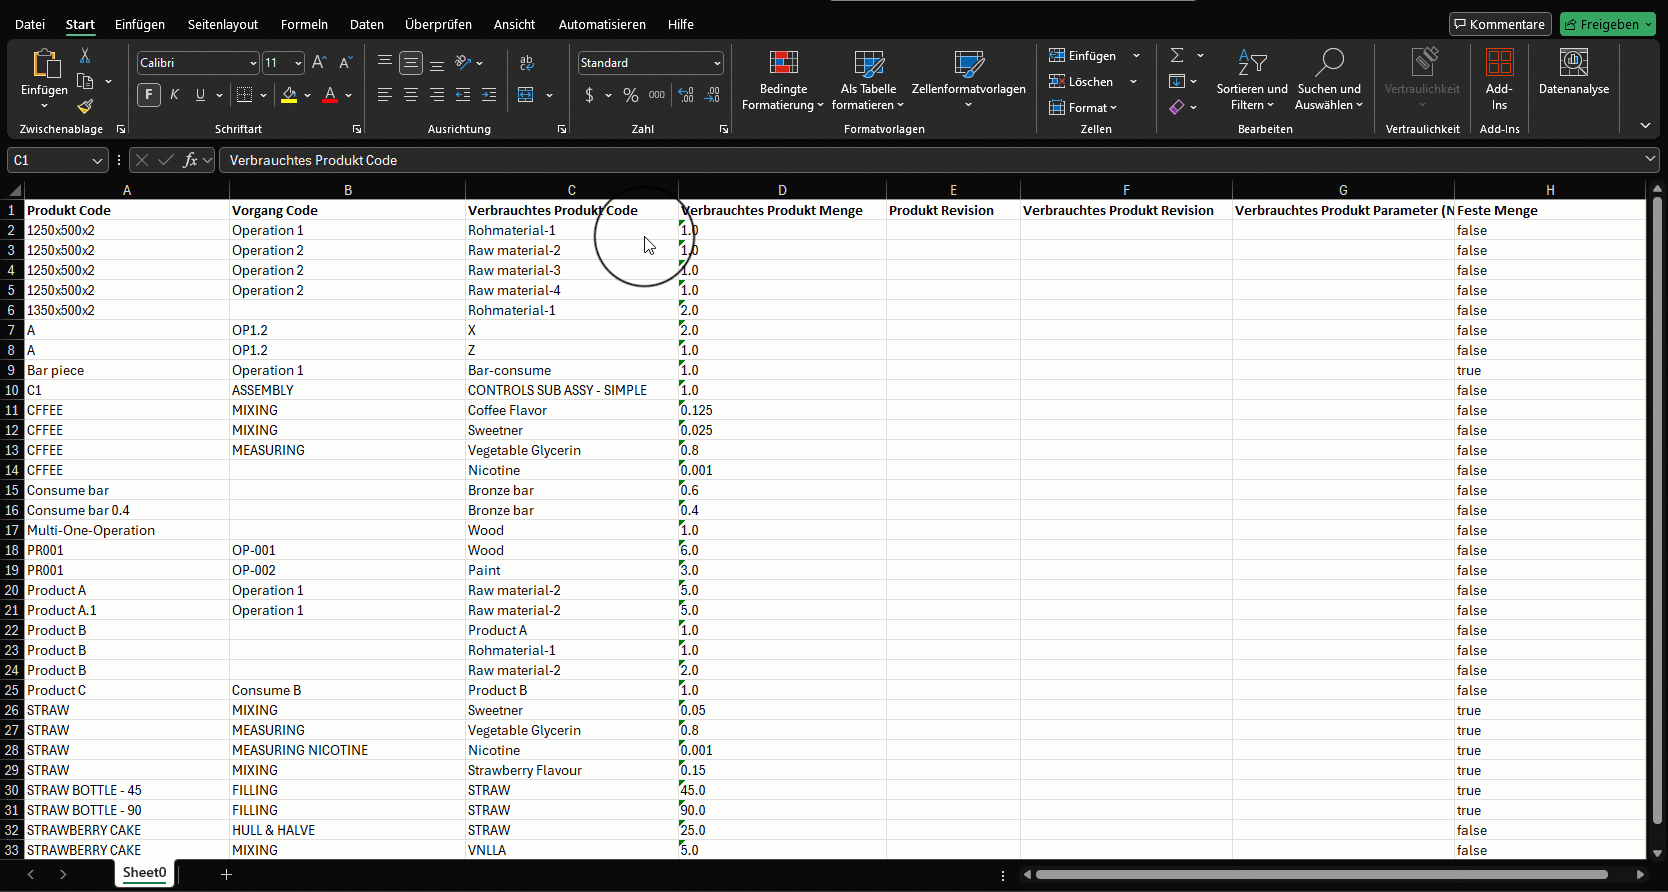 Datei Start Einfügen Seitenlayout Formeln Daten Überprüfen Ansicht Automatisieren Hilfe Kommentare Freigeben
Einfügen
Zwischenablage
Calibri 11
F K U
Schriftart
Ausrichtung
Standard
$ % 000
Zahl
Bedingte Formatierung
Als Tabelle formatieren
Zellenformatvorlagen
Formatvorlagen
Einfügen
Löschen
Format
Zellen
Sortieren und Filtern
Suchen und Auswählen
Bearbeiten
Vertraulichkeit
Vertraulichkeit
Add-Ins
Add-Ins
Datenanalyse
C1 fx Verbrauchtes Produkt Code
A B C D E F G H
1 Produkt Code Vorgang Code Verbrauchtes Produkt Code Verbrauchtes Produkt Menge Produkt Revision Verbrauchtes Produkt Revision Verbrauchtes Produkt Parameter (N Feste Menge
2 1250x500x2 Operation 1 Rohmaterial-1 1.0 false
3 1250x500x2 Operation 2 Raw material-2 1.0 false
4 1250x500x2 Operation 2 Raw material-3 1.0 false
5 1250x500x2 Operation 2 Raw material-4 1.0 false
6 1350x500x2 Rohmaterial-1 2.0 false
7 A OP1.2 X 2.0 false
8 A OP1.2 Z 1.0 false
9 Bar piece Operation 1 Bar-consume 1.0 true
10 C1 ASSEMBLY CONTROLS SUB ASSY - SIMPLE 1.0 false
11 CFFEE MIXING Coffee Flavor 0.125 false
12 CFFEE MIXING Sweetner 0.025 false
13 CFFEE MEASURING Vegetable Glycerin 0.8 false
14 CFFEE Nicotine 0.001 false
15 Consume bar Bronze bar 0.6 false
16 Consume bar 0.4 Bronze bar 0.4 false
17 Multi-One-Operation Wood 1.0 false
18 PR001 OP-001 Wood 6.0 false
19 PR001 OP-002 Paint 3.0 false
20 Product A Operation 1 Raw material-2 5.0 false
21 Product A.1 Operation 1 Raw material-2 5.0 false
22 Product B Product A 1.0 false
23 Product B Rohmaterial-1 1.0 false
24 Product B Raw material-2 2.0 false
25 Product C Consume B Product B 1.0 false
26 STRAW MIXING Sweetner 0.05 true
27 STRAW MEASURING Vegetable Glycerin 0.8 true
28 STRAW MEASURING NICOTINE Nicotine 0.001 true
29 STRAW MIXING Strawberry Flavour 0.15 true
30 STRAW BOTTLE - 45 FILLING STRAW 45.0 true
31 STRAW BOTTLE - 90 FILLING STRAW 90.0 true
32 STRAWBERRY CAKE HULL & HALVE STRAW 25.0 false
33 STRAWBERRY CAKE MIXING VNLLA 5.0 false
Sheet0